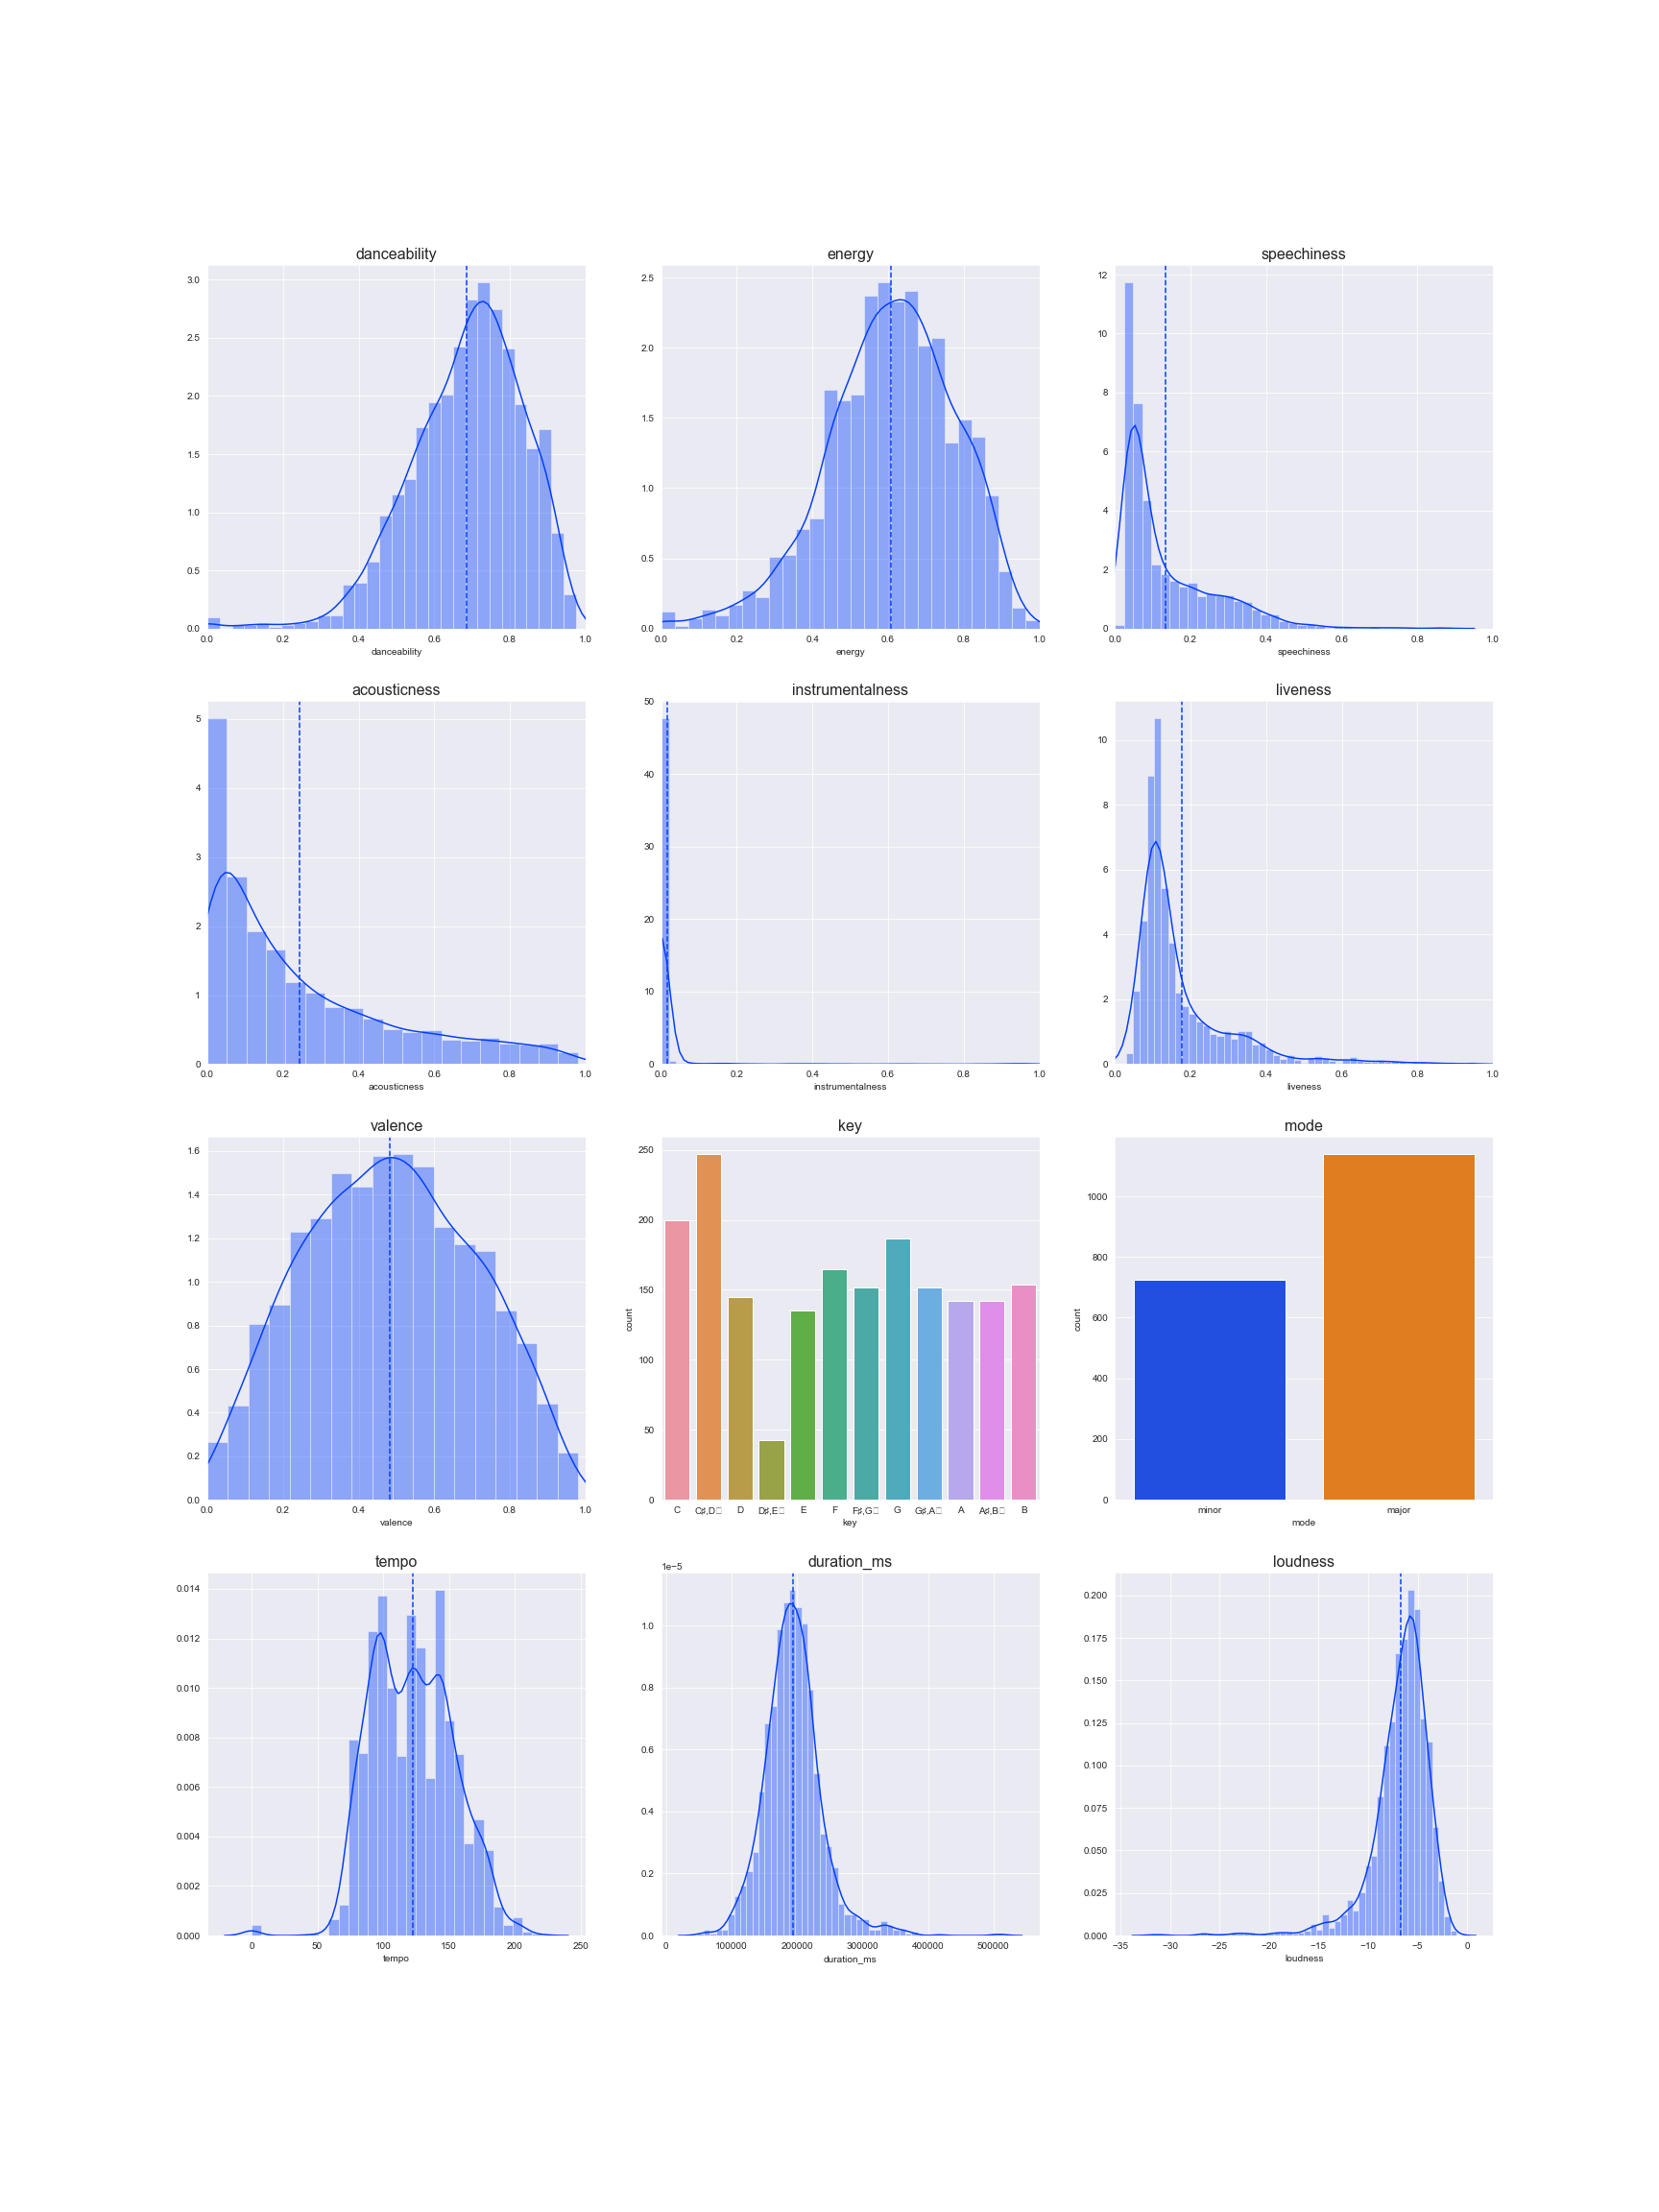 danceability energy speechiness
3.0 2.5 2.0 1.5 1.0 0.5 0.0
0.0 0.2 0.4 0.6 0.8 1.0
danceability
2.5 2.0 1.5 1.0 0.5 0.0
0.0 0.2 0.4 0.6 0.8 1.0
energy
12 10 8 6 4 2 0
0.0 0.2 0.4 0.6 0.8 1.0
speechiness
acousticness instrumentalness liveness
5 4 3 2 1 0
0.0 0.2 0.4 0.6 0.8 1.0
acousticness
50 40 30 20 10 0
0.0 0.2 0.4 0.6 0.8 1.0
instrumentalness
10 8 6 4 2 0
0.0 0.2 0.4 0.6 0.8 1.0
liveness
valence key mode
1.6 1.4 1.2 1.0 0.8 0.6 0.4 0.2 0.0
0.0 0.2 0.4 0.6 0.8 1.0
valence
250 200 150 100 50 0
count
C C♯,D▯ D D♯,E▯ E F F♯,G▯ G G♯,A▯ A A♯,B▯ B
key
1000 800 600 400 200 0
count
minor major
mode
tempo duration_ms loudness
0.014 0.012 0.010 0.008 0.006 0.004 0.002 0.000
0 50 100 150 200 250
tempo
1e−5
1.0 0.8 0.6 0.4 0.2 0.0
0 100000 200000 300000 400000 500000
duration_ms
0.200 0.175 0.150 0.125 0.100 0.075 0.050 0.025 0.000
−35 −30 −25 −20 −15 −10 −5 0
loudness